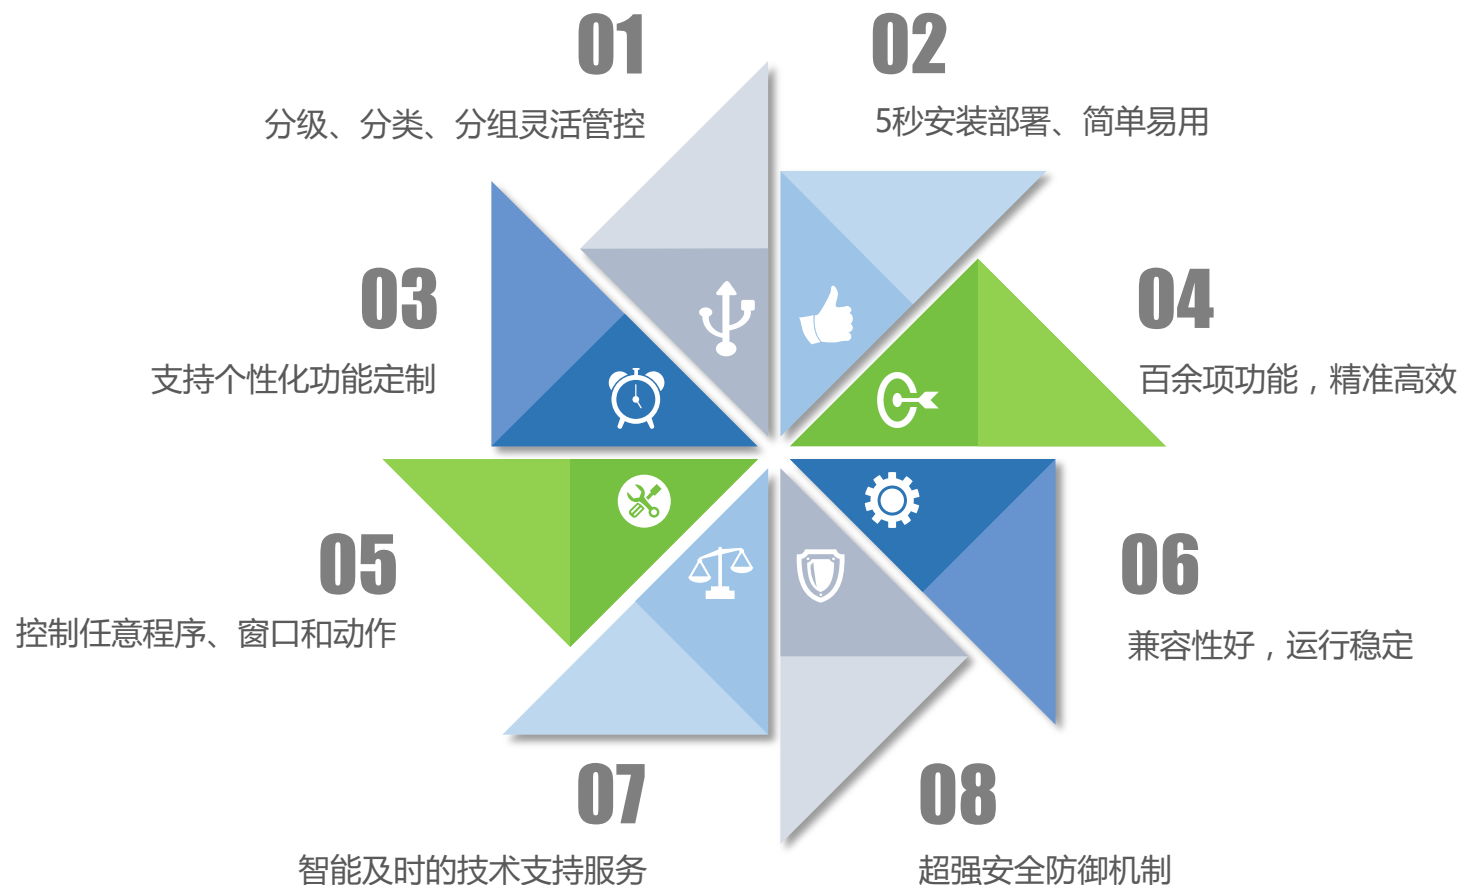 01
分级、分类、分组灵活管控
02
5秒安装部署、简单易用
03
支持个性化功能定制
04
百余项功能，精准高效
05
控制任意程序、窗口和动作
06
兼容性好，运行稳定
07
智能及时的技术支持服务
08
超强安全防御机制